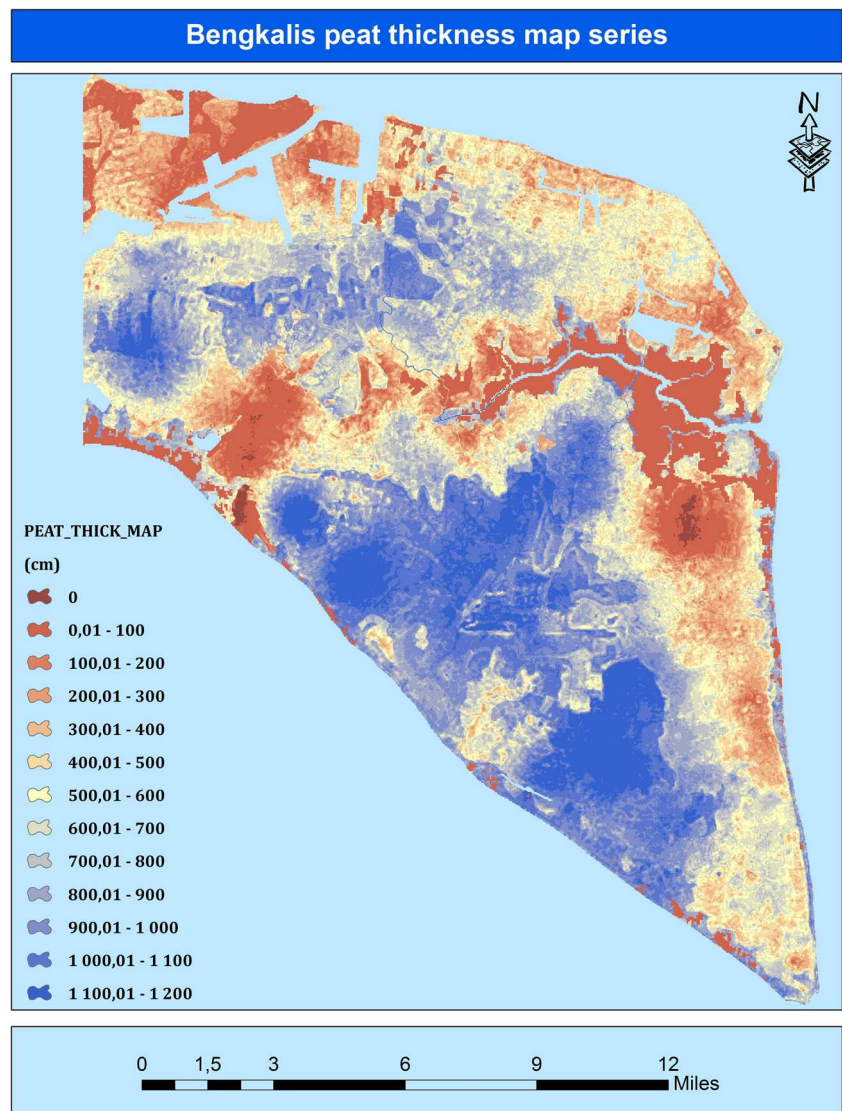 Bengkalis peat thickness map series
N
PEAT_THICK_MAP
(cm)
0
0,01 - 100
100,01 - 200
200,01 - 300
300,01 - 400
400,01 - 500
500,01 - 600
600,01 - 700
700,01 - 800
800,01 - 900
900,01 - 1 000
1 000,01 - 1 100
1 100,01 - 1 200
0 1,5 3 6 9 12
Miles